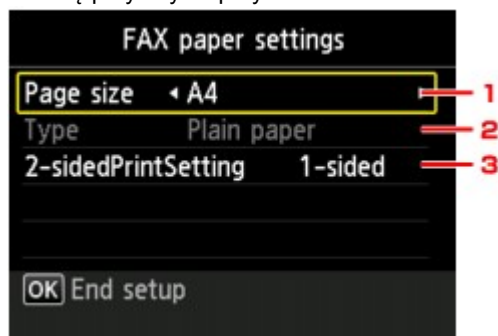 FAX paper settings
Page size A4 1
Type Plain paper 2
2-sidedPrintSetting 1-sided 3
OK End setup